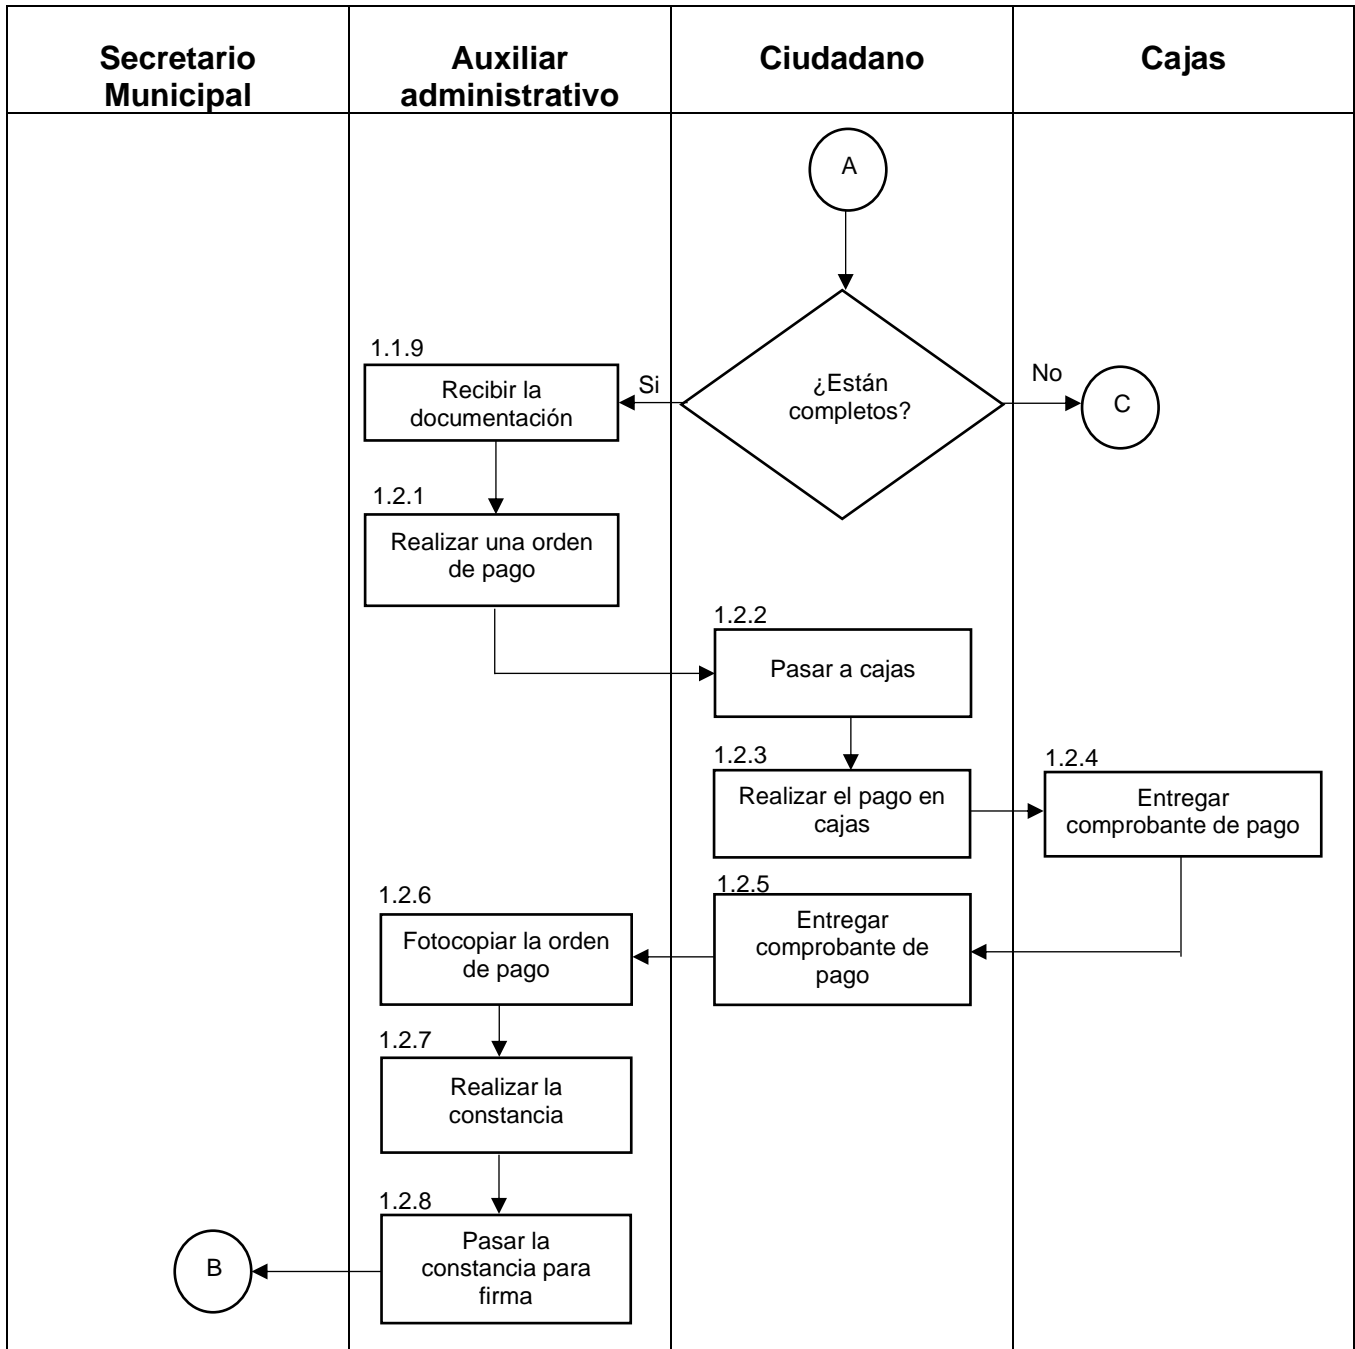 Secretario
Municipal
Auxiliar
administrativo
Ciudadano
Cajas
A
¿Están
completos?
Si
No
C
1.1.9
Recibir la
documentación
1.2.1
Realizar una orden
de pago
1.2.2
Pasar a cajas
1.2.3
Realizar el pago en
cajas
1.2.4
Entregar
comprobante de pago
1.2.5
Entregar
comprobante de
pago
1.2.6
Fotocopiar la orden
de pago
1.2.7
Realizar la
constancia
1.2.8
Pasar la
constancia para
firma
B